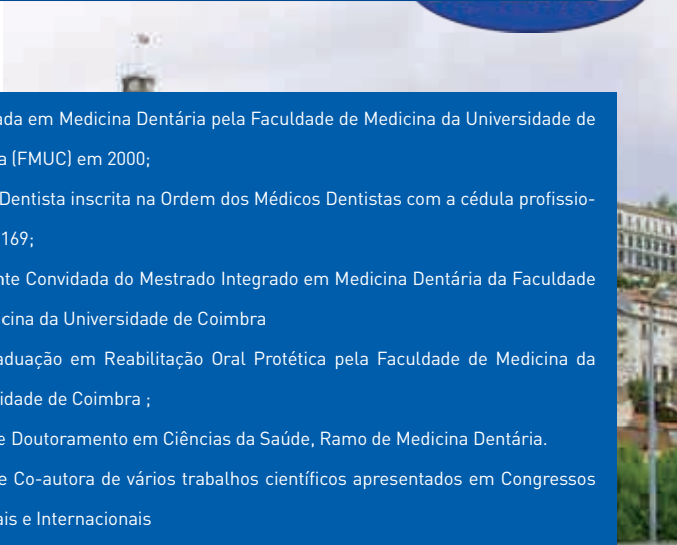 ada em Medicina Dentária pela Faculdade de Medicina da Universidade de
a (FMUC) em 2000;
Dentista inscrita na Ordem dos Médicos Dentistas com a cédula profissio-
169;
nte Convidada do Mestrado Integrado em Medicina Dentária da Faculdade
icina da Universidade de Coimbra
aduação em Reabilitação Oral Protética pela Faculdade de Medicina da
idade de Coimbra ;
e Doutoramento em Ciências da Saúde, Ramo de Medicina Dentária.
e Co-autora de vários trabalhos científicos apresentados em Congressos
ais e Internacionais